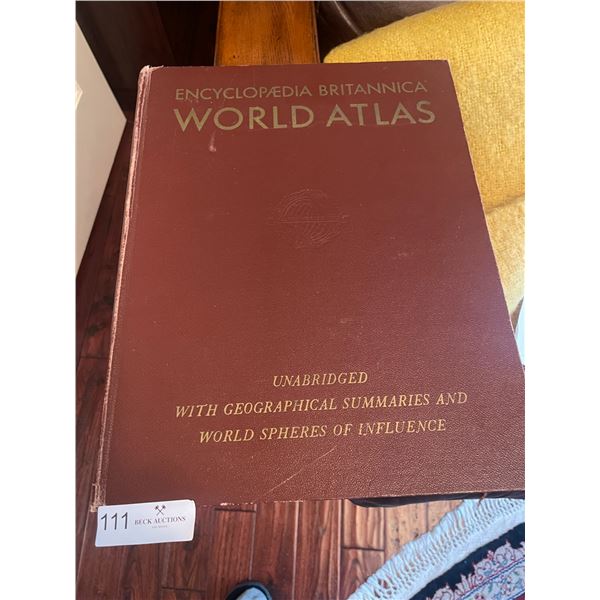 ENCYCLOPÆDIA BRITANNICA
WORLD ATLAS
UNABRIDGED
WITH GEOGRAPHICAL SUMMARIES AND
WORLD SPHERES OF INFLUENCE
111 BECK AUCTIONS